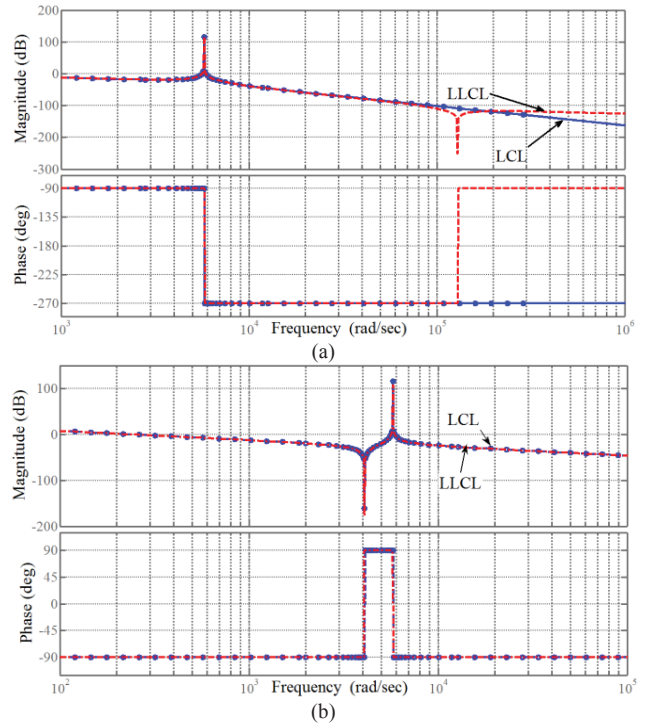 200
100
0
-100
-200
-300
Magnitude (dB)
LLCL
LCL
-90
-135
-180
-225
-270
Phase (deg)
10^3
10^4
10^5
10^6
Frequency (rad/sec)
(a)
100
0
-100
-200
Magnitude (dB)
LCL
LLCL
90
45
0
-45
-90
Phase (deg)
10^2
10^3
10^4
10^5
Frequency (rad/sec)
(b)